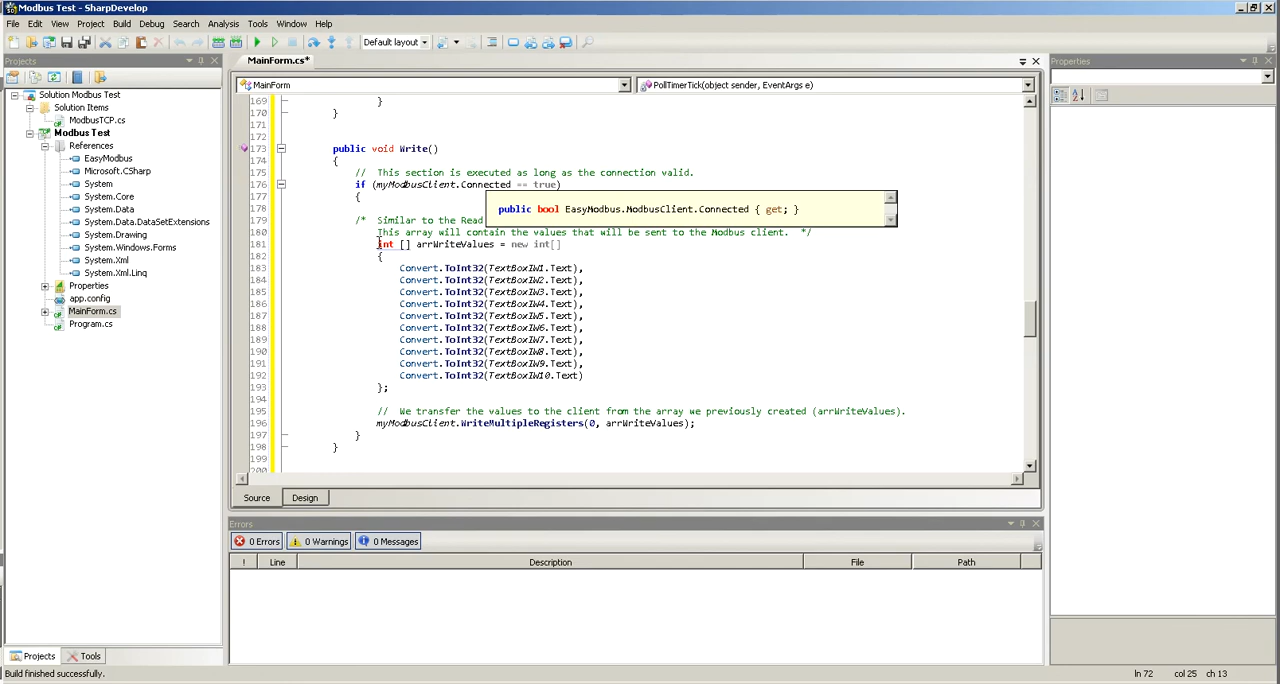 Modbus Test - SharpDevelop
File Edit View Project Build Debug Search Analysis Tools Window Help
Default layout
Projects
Solution Modbus Test
Solution Items
ModbusTCP.cs
Modbus Test
References
EasyModbus
Microsoft.CSharp
System
System.Core
System.Data
System.Data.DataSetExtensions
System.Drawing
System.Windows.Forms
System.Xml
System.Xml.Linq
Properties
app.config
MainForm.cs
Program.cs
Projects Tools
MainForm.cs*
MainForm PollTimerTick(object sender, EventArgs e)
169 }
170 }
171
172
173 public void Write()
174 {
175 // This section is executed as long as the connection valid.
176 if (myModbusClient.Connected == true)
177 {
public bool EasyModbus.ModbusClient.Connected { get; }
179 /* Similar to the Read
180 This array will contain the values that will be sent to the Modbus client. */
181 int [] arrWriteValues = new int[]
182 {
183 Convert.ToInt32(TextBoxIW1.Text),
184 Convert.ToInt32(TextBoxIW2.Text),
185 Convert.ToInt32(TextBoxIW3.Text),
186 Convert.ToInt32(TextBoxIW4.Text),
187 Convert.ToInt32(TextBoxIW5.Text),
188 Convert.ToInt32(TextBoxIW6.Text),
189 Convert.ToInt32(TextBoxIW7.Text),
190 Convert.ToInt32(TextBoxIW8.Text),
191 Convert.ToInt32(TextBoxIW9.Text),
192 Convert.ToInt32(TextBoxIW10.Text)
193 };
194
195 // We transfer the values to the client from the array we previously created (arrWriteValues).
196 myModbusClient.WriteMultipleRegisters(0, arrWriteValues);
197 }
198 }
199
200
Source Design
Errors
0 Errors 0 Warnings 0 Messages
! Line Description File Path
Properties
Build finished successfully.
ln 72 col 25 ch 13